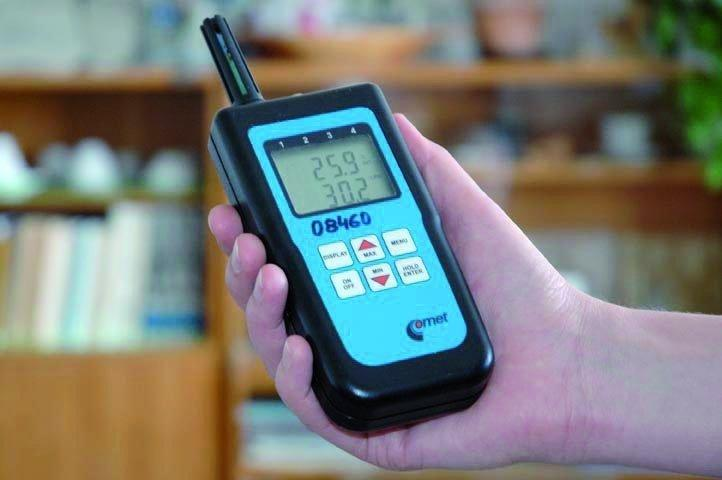 1 2 3 4
25.9
30.2
08460
DISPLAY MAX MENU
ON OFF MIN HOLD ENTER
Comet